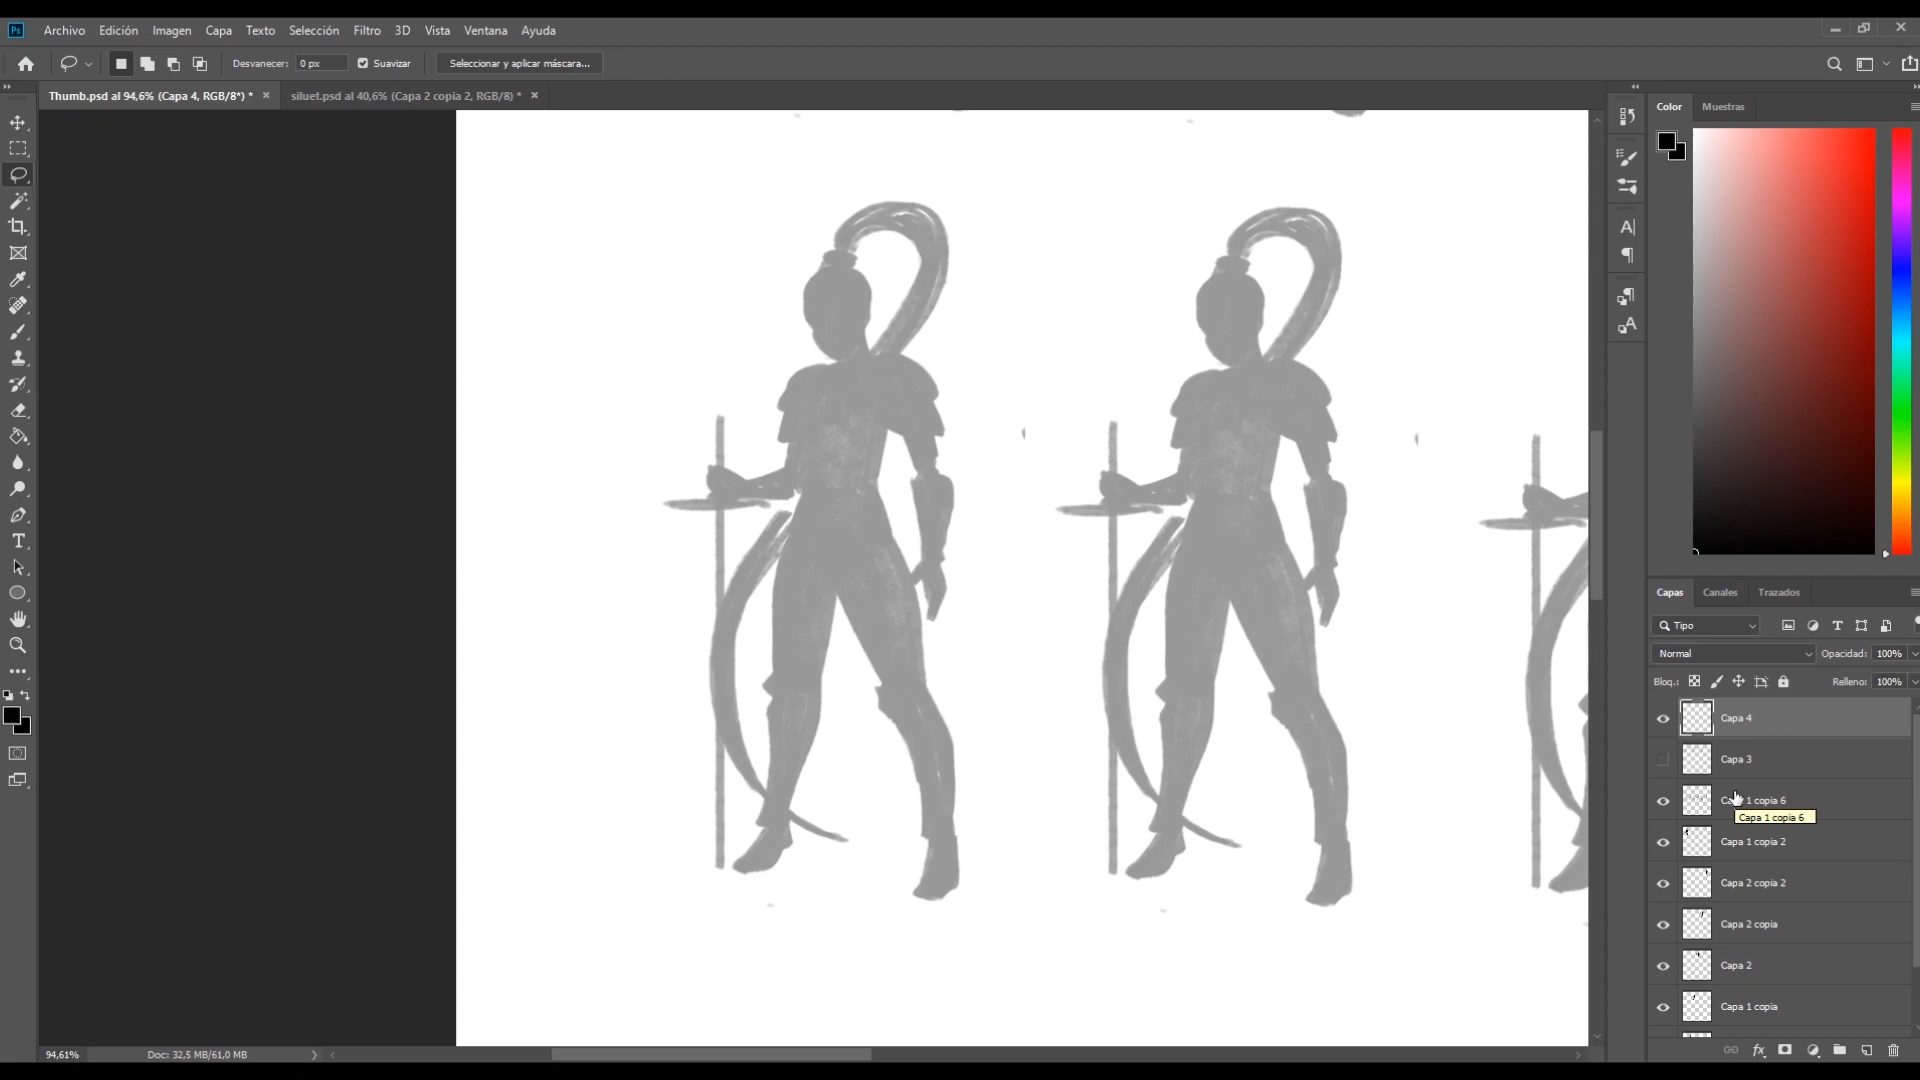 Ps Archivo Edición Imagen Capa Texto Selección Filtro 3D Vista Ventana Ayuda
Desvanecer: 0 px Suavizar Seleccionar y aplicar máscara...
Thumb.psd al 94,6% (Capa 4, RGB/8*) * × siluet.psd al 40,6% (Capa 2 copia 2, RGB/8) * ×
Color Muestras
Capas Canales Trazados
Tipo
Normal Opacidad: 100%
Bloq.: Relleno: 100%
Capa 4
Capa 3
1 copia 6
Capa 1 copia 6
Capa 1 copia 2
Capa 2 copia 2
Capa 2 copia
Capa 2
Capa 1 copia
94,61% Doc: 32,5 MB/61,0 MB